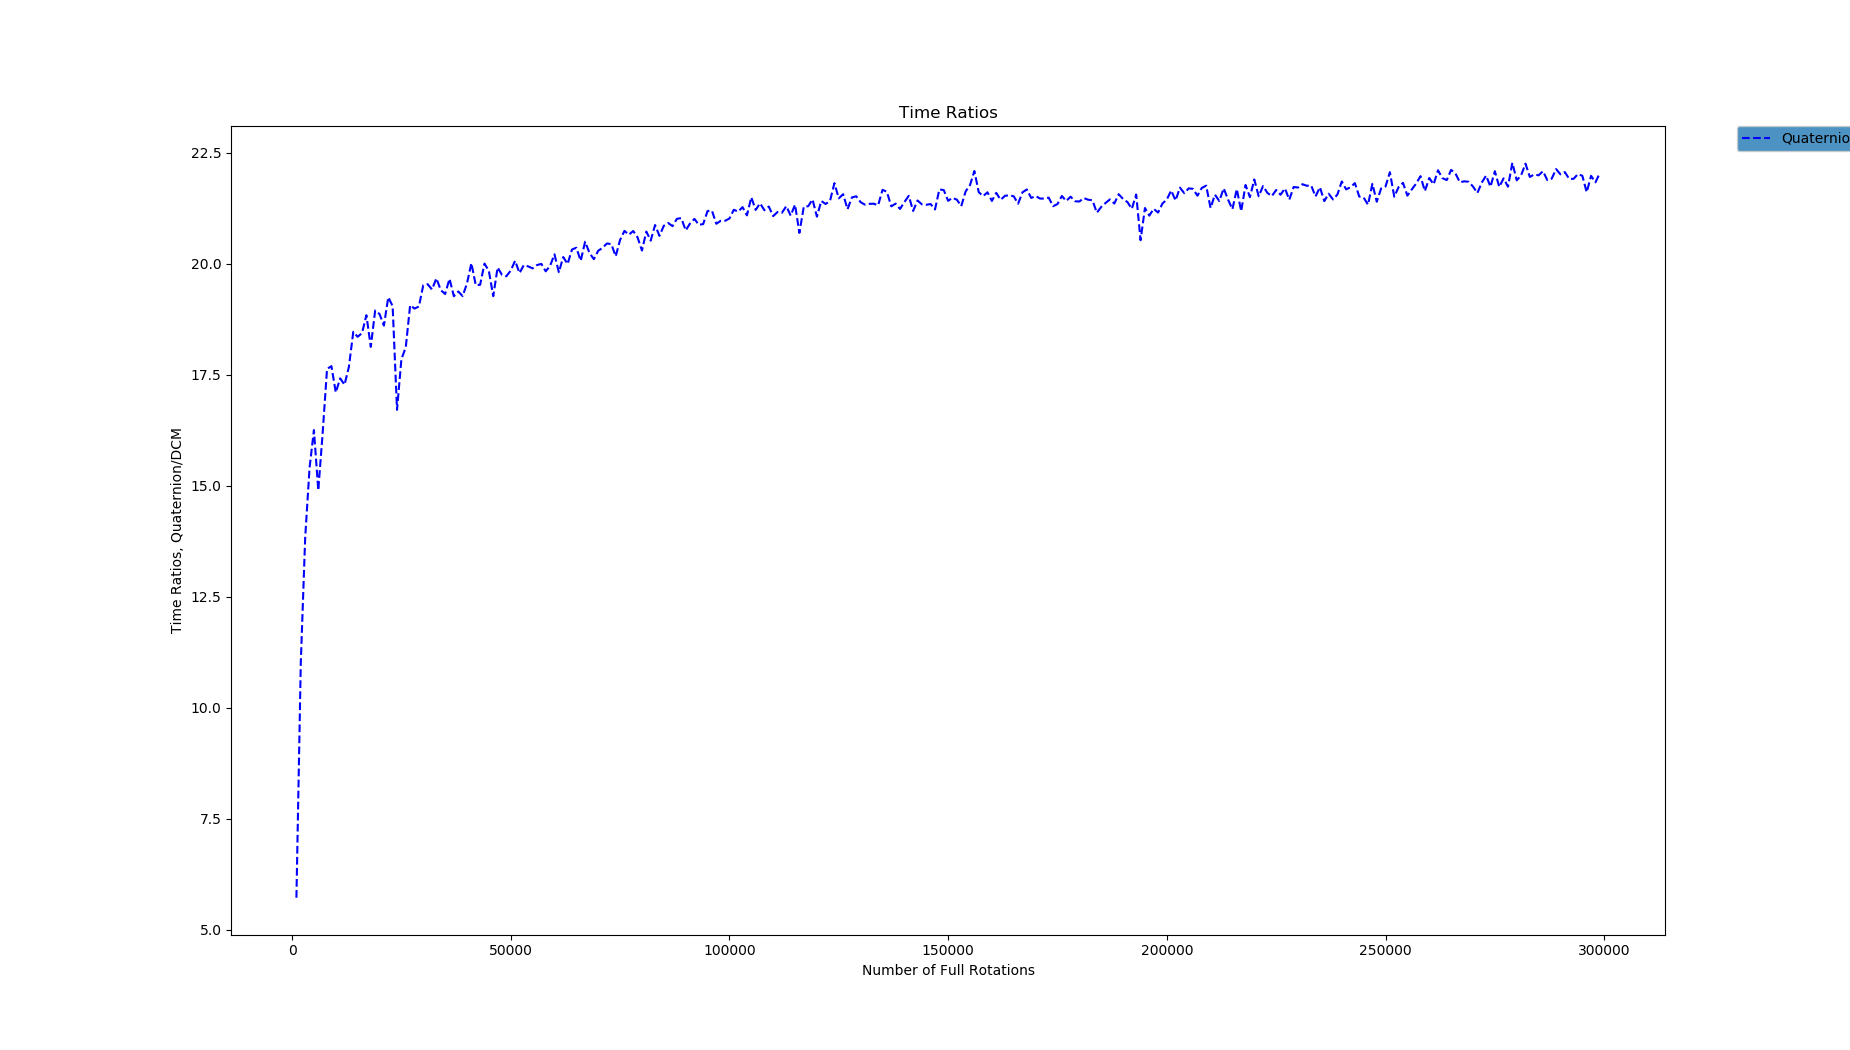 Time Ratios
Quaternio
22.5
20.0
17.5
15.0
12.5
10.0
7.5
5.0
Time Ratios, Quaternion/DCM
0 50000 100000 150000 200000 250000 300000
Number of Full Rotations